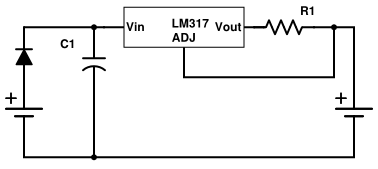 R1
Vin LM317 Vout
ADJ
C1
+ +